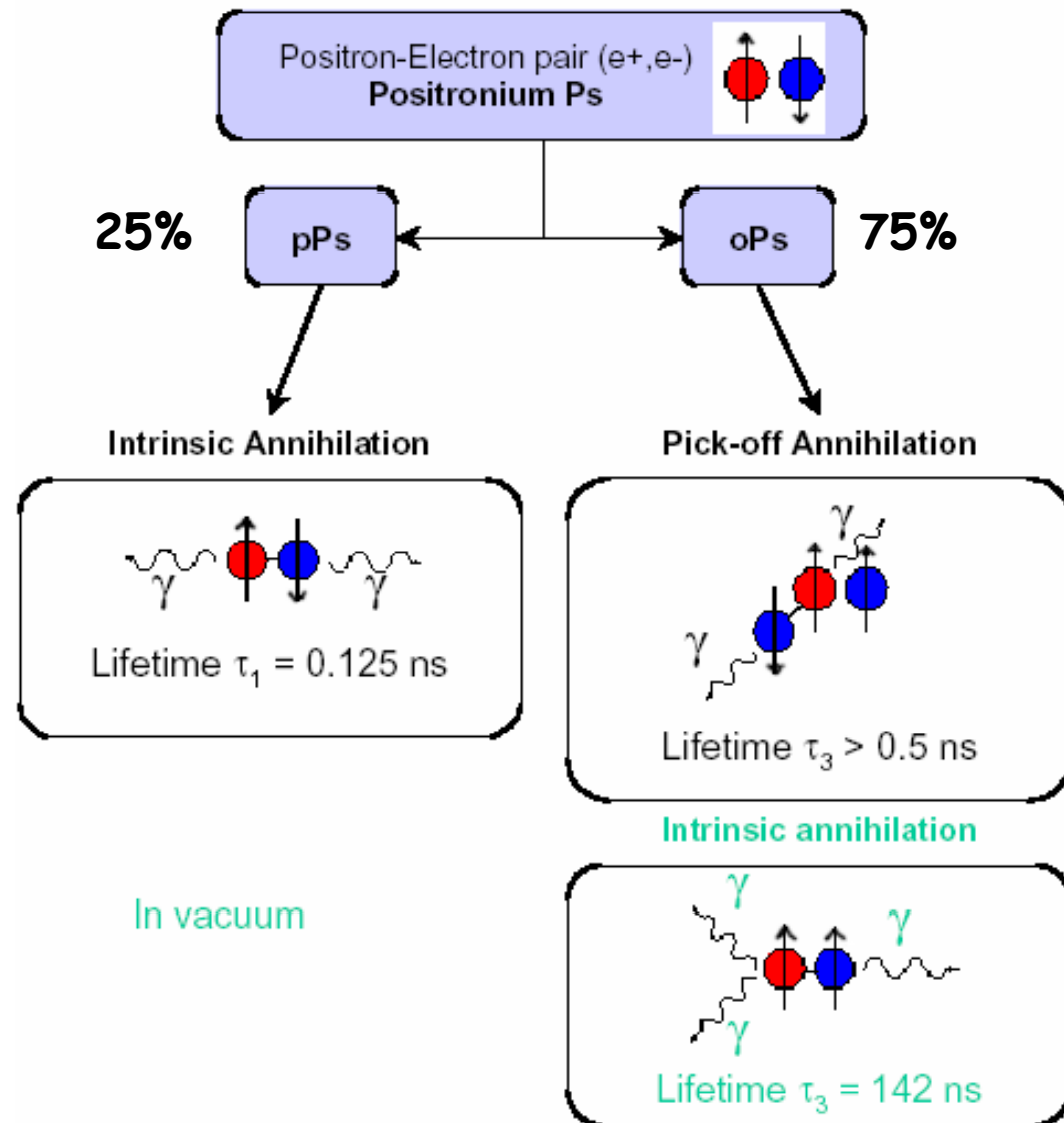 Positron-Electron pair (e+,e-)
Positronium Ps
25%
pPs
oPs
75%
Intrinsic Annihilation
γ
γ
Lifetime τ₁ = 0.125 ns
Pick-off Annihilation
γ
γ
Lifetime τ₃ > 0.5 ns
Intrinsic annihilation
In vacuum
γ
γ
γ
Lifetime τ₃ = 142 ns